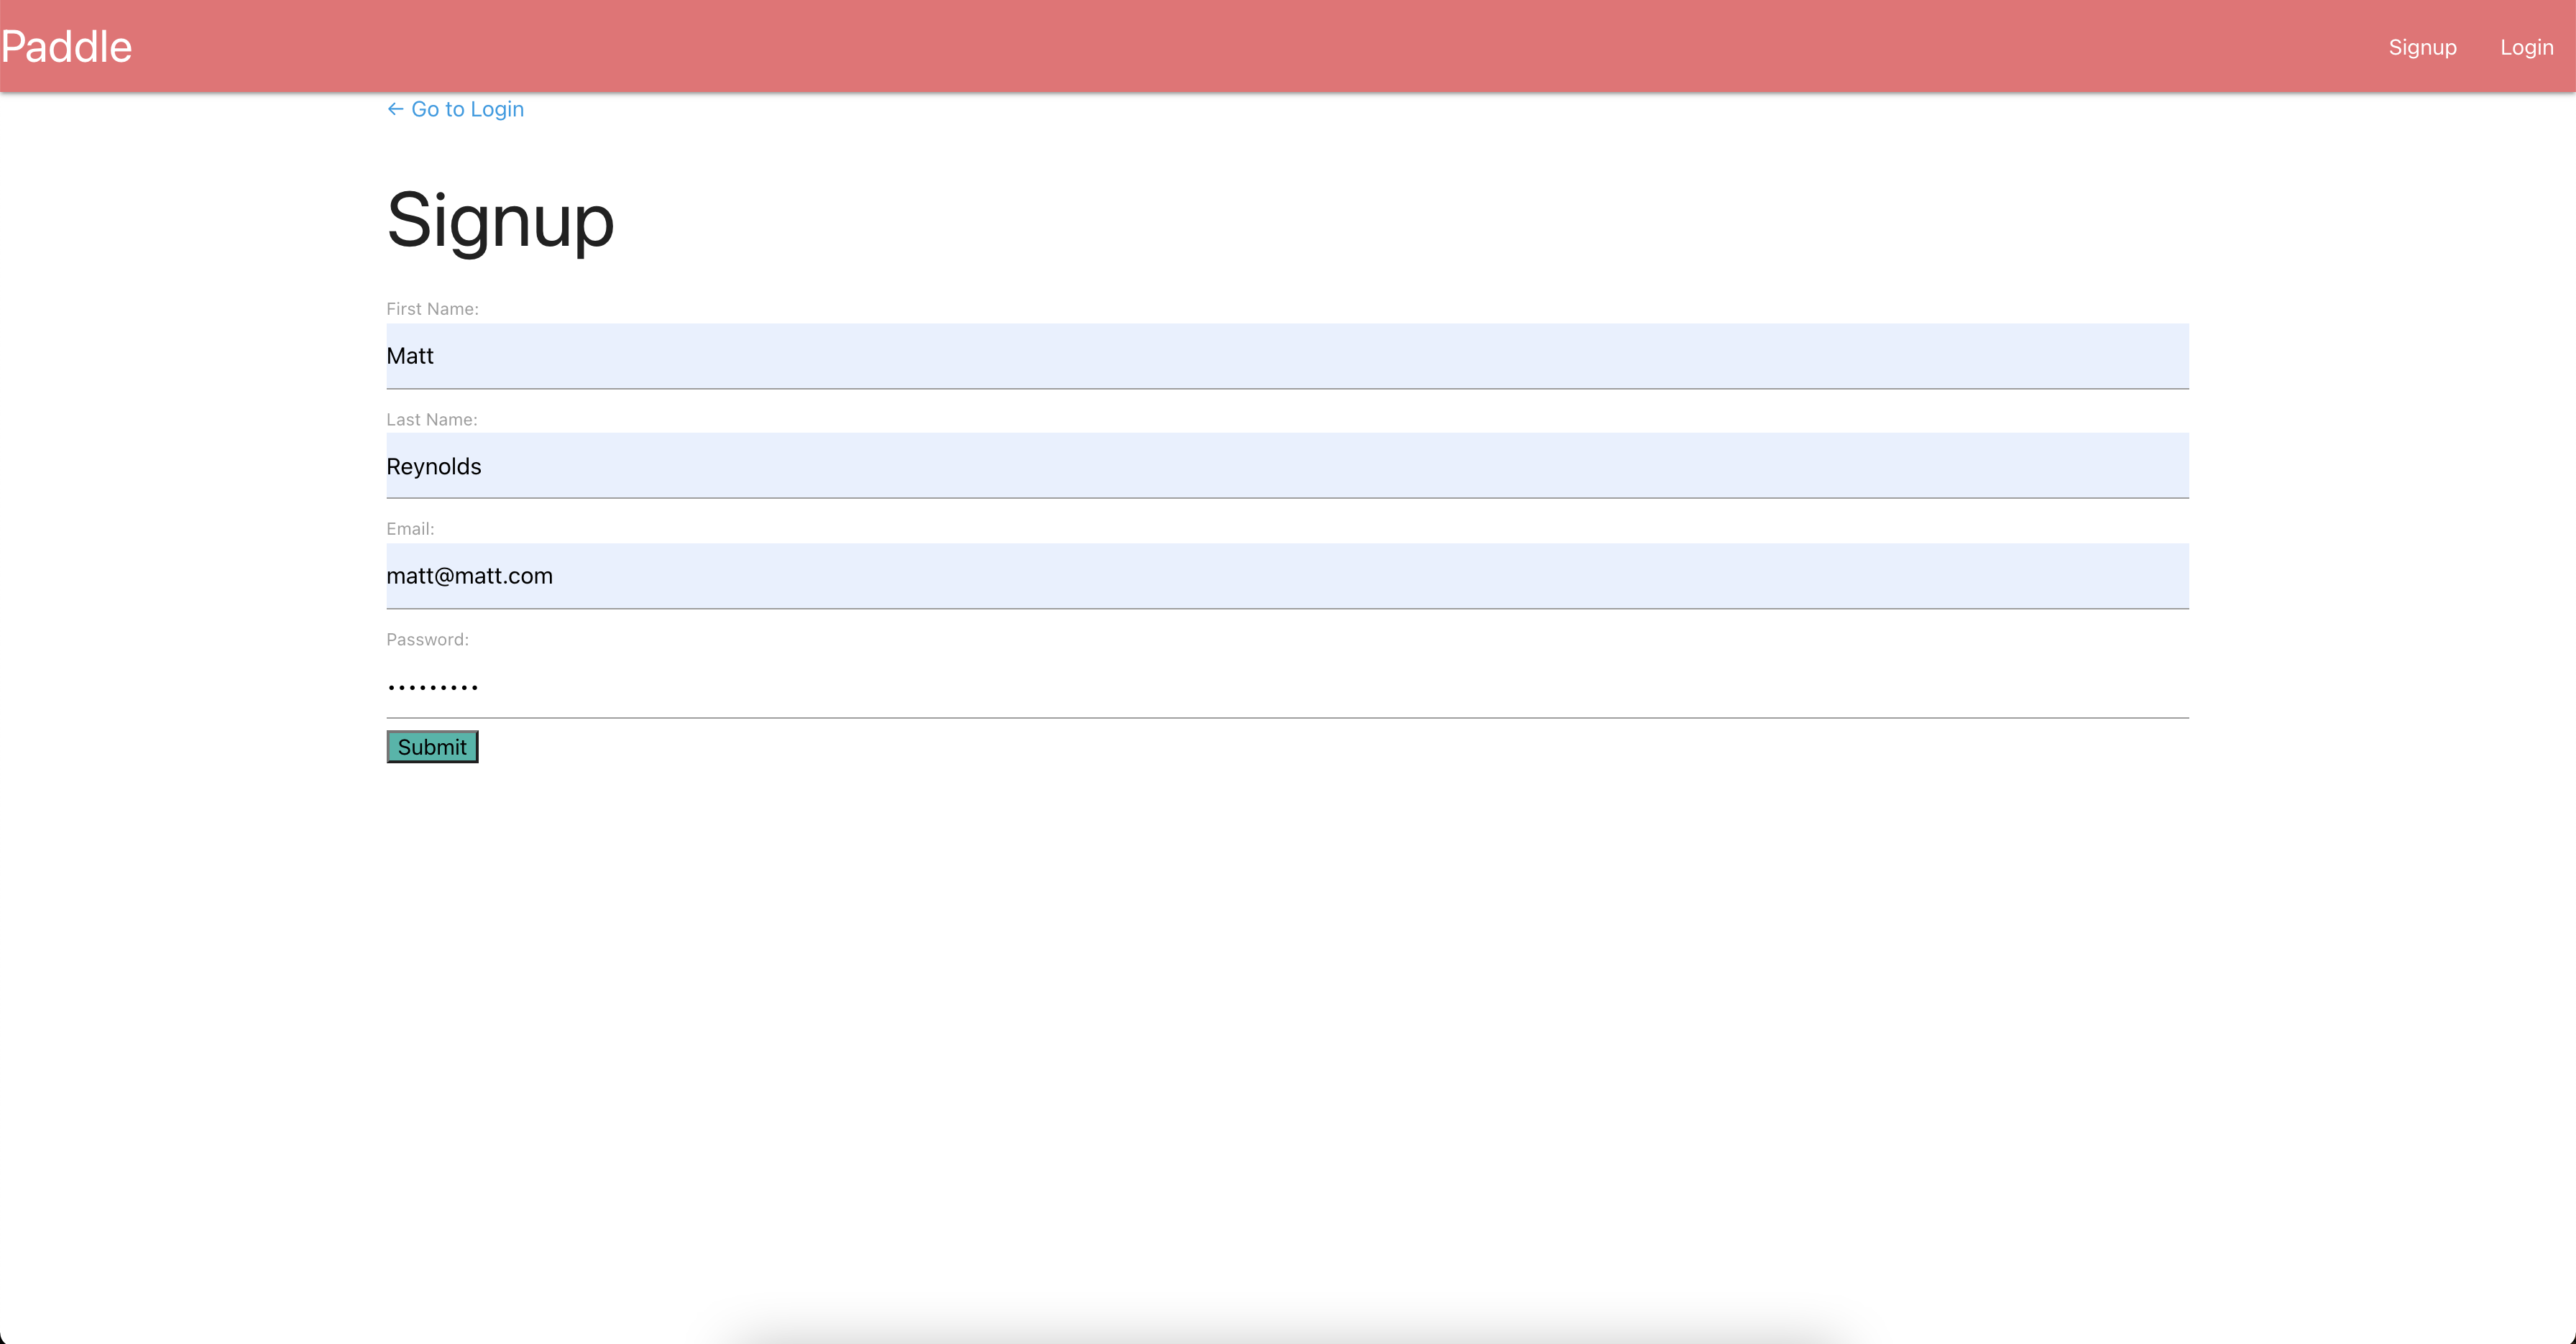 Paddle
Signup Login
← Go to Login
Signup
First Name:
Matt
Last Name:
Reynolds
Email:
matt@matt.com
Password:
•••••••••
Submit